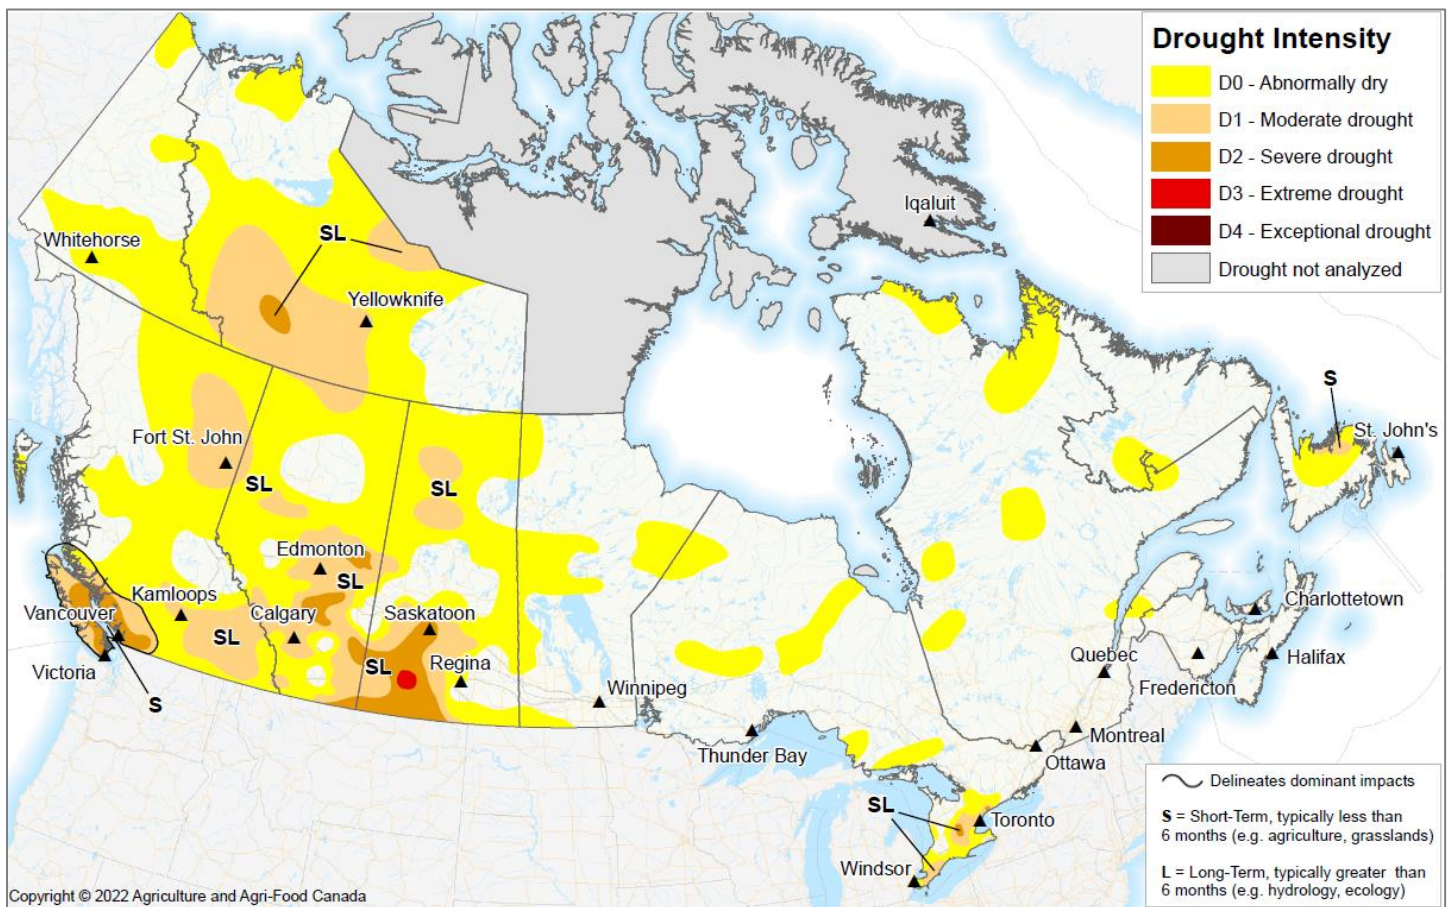 Drought Intensity
D0 - Abnormally dry
D1 - Moderate drought
D2 - Severe drought
D3 - Extreme drought
D4 - Exceptional drought
Drought not analyzed
Iqaluit
Whitehorse
SL
Yellowknife
S
St. John's
Fort St. John
SL
SL
Edmonton
SL
Kamloops
Vancouver
Calgary
Saskatoon
Charlottetown
SL
SL
Regina
Victoria
Quebec
Halifax
Fredericton
Winnipeg
S
Montreal
Thunder Bay
Ottawa
SL
Toronto
Windsor
Delineates dominant impacts
S = Short-Term, typically less than
6 months (e.g. agriculture, grasslands)
L = Long-Term, typically greater than
6 months (e.g. hydrology, ecology)
Copyright © 2022 Agriculture and Agri-Food Canada